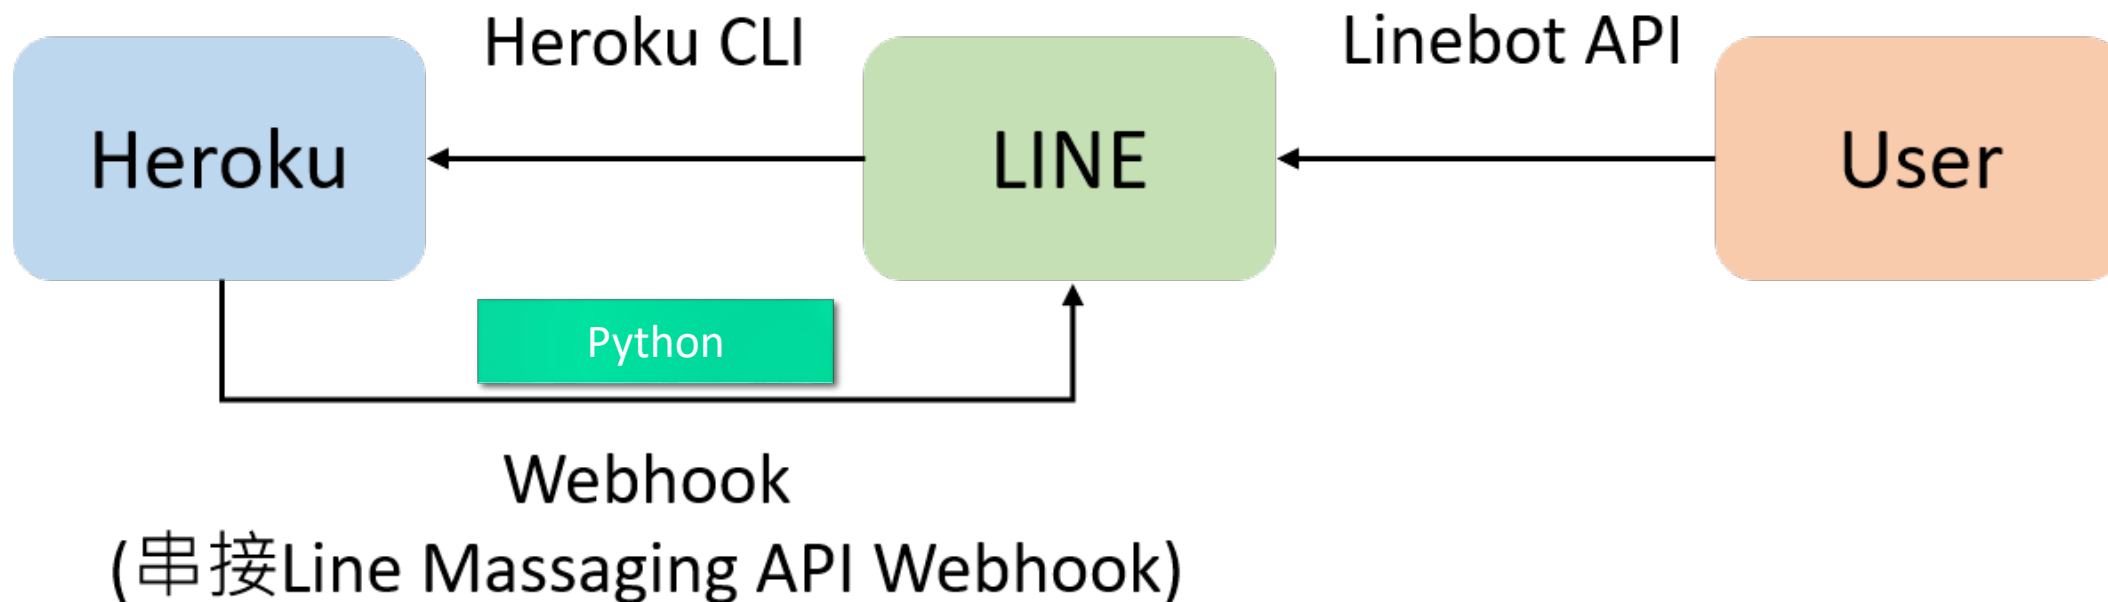 Heroku CLI
Linebot API
Heroku
LINE
User
Python
Webhook
(串接Line Massaging API Webhook)